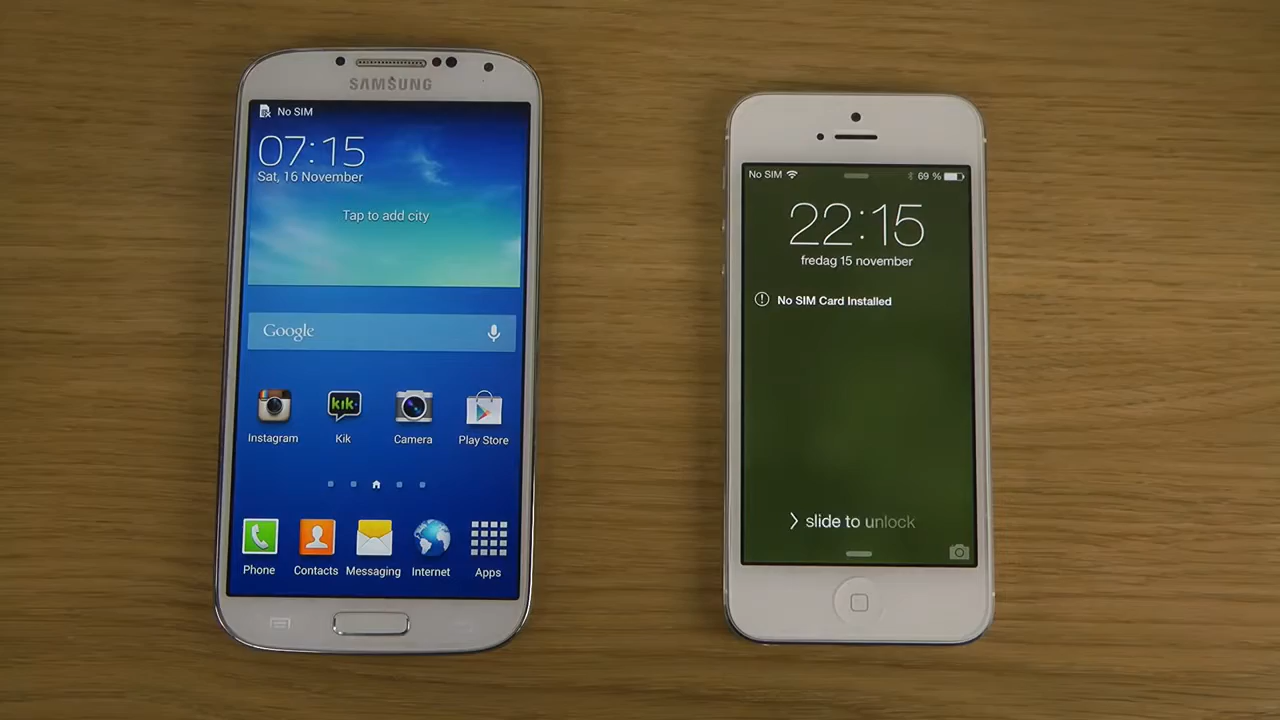 SAMSUNG
No SIM
07:15
Sat, 16 November
Tap to add city
Google
Instagram
kik.
Kik
Camera
Play Store
Phone
Contacts
Messaging
Internet
Apps
No SIM
69 %
22:15
fredag 15 november
No SIM Card Installed
slide to unlock